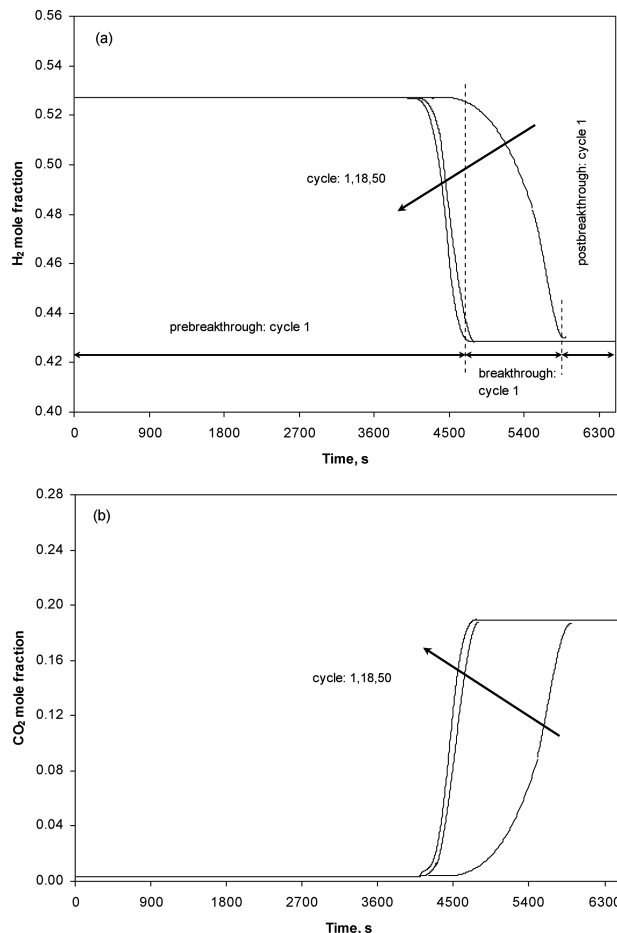 (a)
0.56
0.54
0.52
0.50
0.48
0.46
0.44
0.42
0.40
H2 mole fraction
cycle: 1,18,50
postbreakthrough: cycle 1
prebreakthrough: cycle 1
breakthrough:
cycle 1
0 900 1800 2700 3600 4500 5400 6300
Time, s
(b)
0.28
0.24
0.20
0.16
0.12
0.08
0.04
0.00
CO2 mole fraction
cycle: 1,18,50
0 900 1800 2700 3600 4500 5400 6300
Time, s